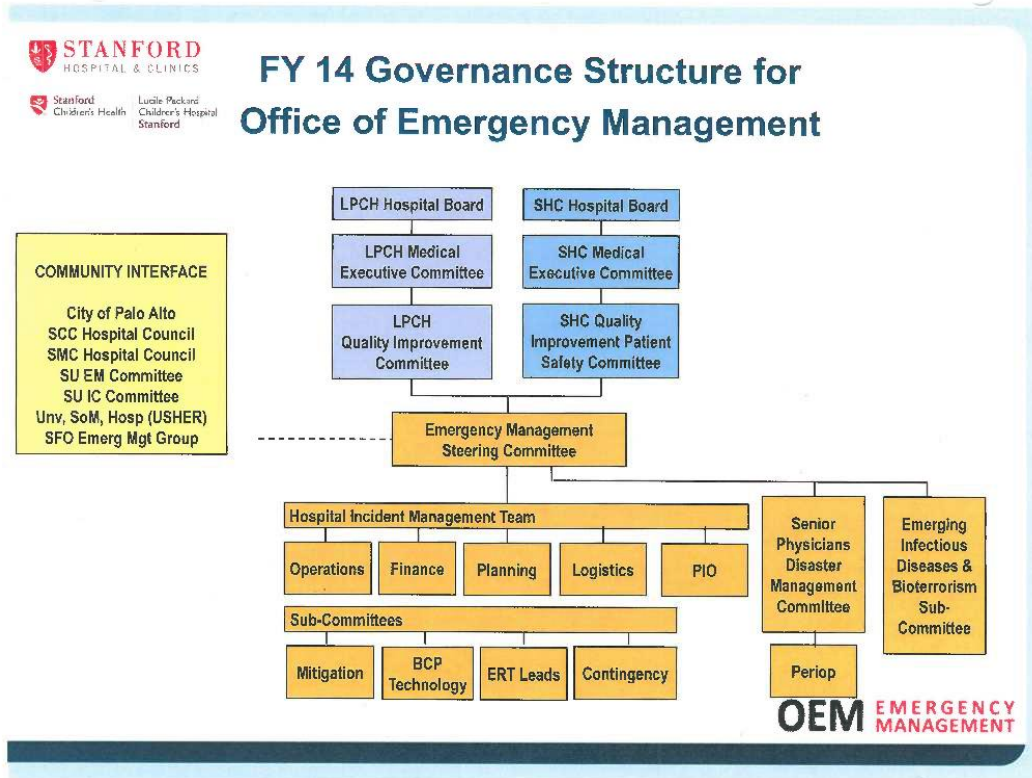 STANFORD
HOSPITAL & CLINICS
Stanford
Children's Health
Lucile Packard
Children's Hospital
Stanford
FY 14 Governance Structure for
Office of Emergency Management
LPCH Hospital Board
SHC Hospital Board
LPCH Medical
Executive Committee
SHC Medical
Executive Committee
LPCH
Quality Improvement
Committee
SHC Quality
Improvement Patient
Safety Committee
COMMUNITY INTERFACE
City of Palo Alto
SCC Hospital Council
SMC Hospital Council
SU EM Committee
SU IC Committee
Unv, SoM, Hosp (USHER)
SFO Emerg Mgt Group
Emergency Management
Steering Committee
Hospital Incident Management Team
Operations
Finance
Planning
Logistics
PIO
Sub-Committees
Mitigation
BCP
Technology
ERT Leads
Contingency
Senior
Physicians
Disaster
Management
Committee
Periop
Emerging
Infectious
Diseases &
Bioterrorism
Sub-
Committee
OEM
EMERGENCY
MANAGEMENT